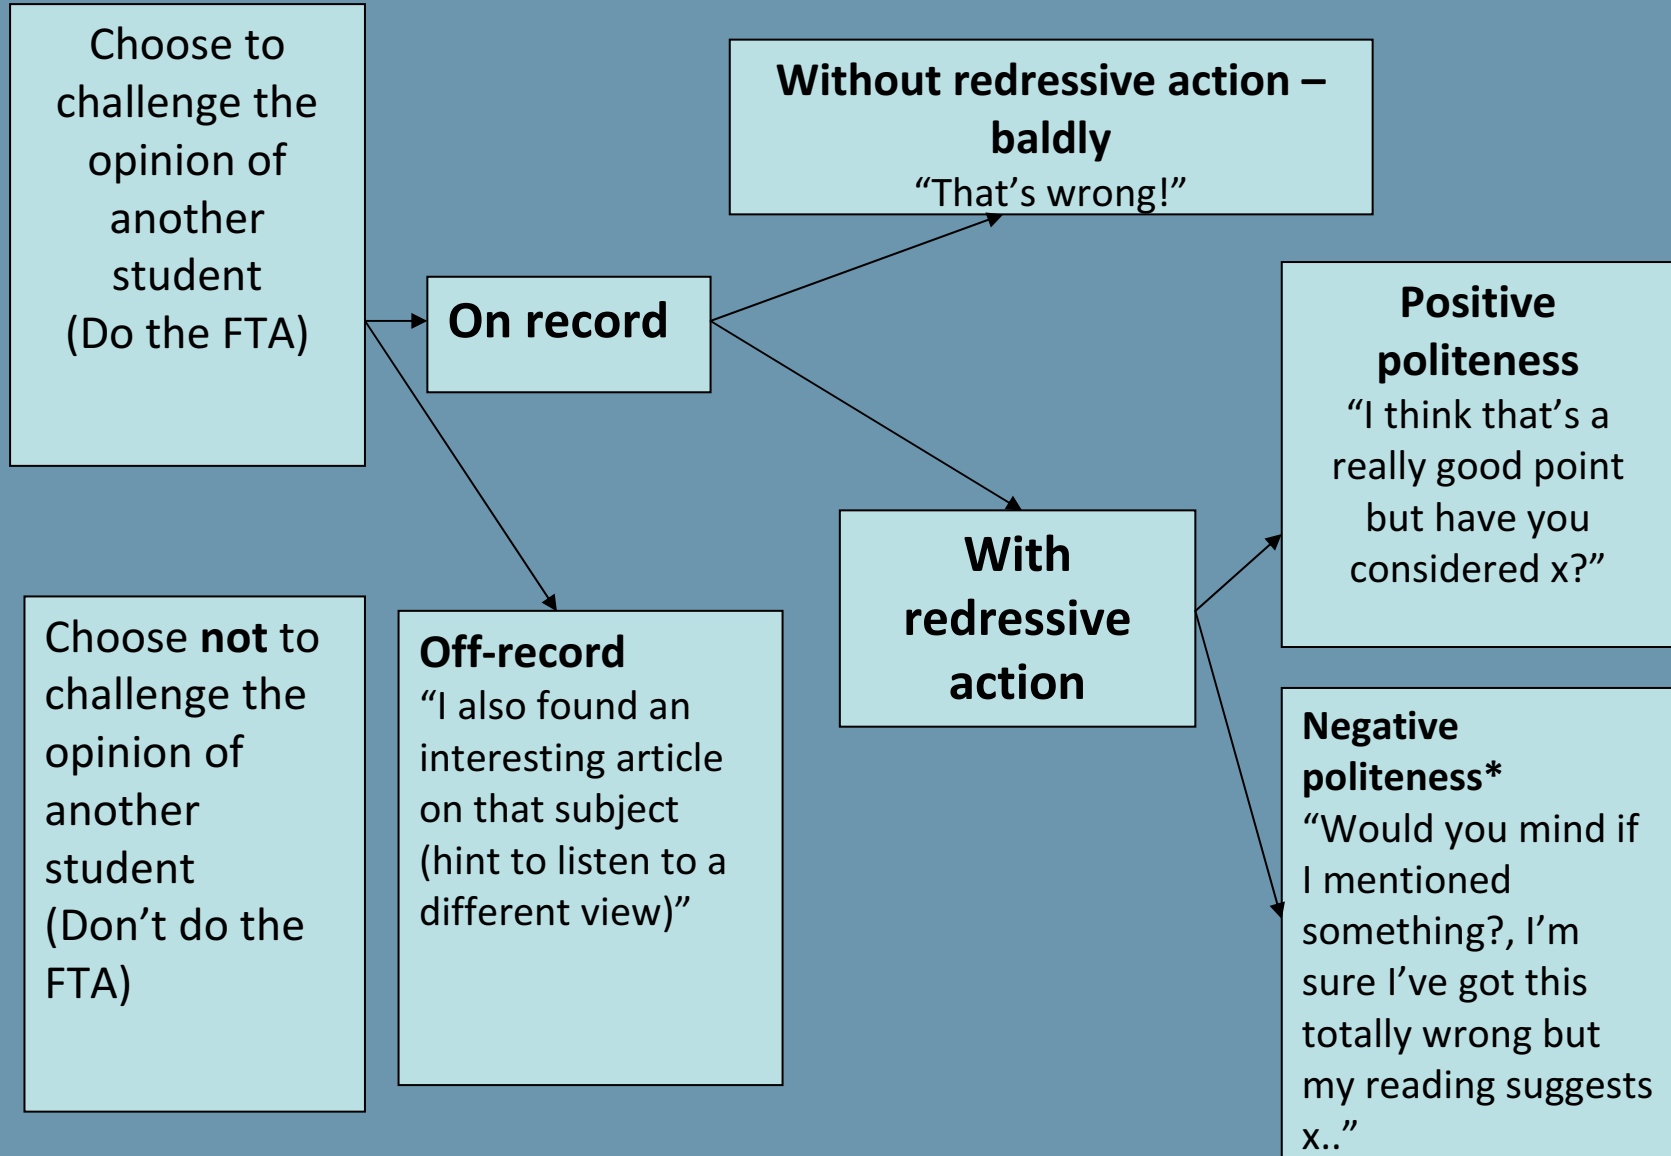 Choose to
challenge the
opinion of
another
student
(Do the FTA)
Without redressive action –
baldly
“That’s wrong!”
On record
Positive
politeness
“I think that’s a
really good point
but have you
considered x?”
With
redressive
action
Choose not to
challenge the
opinion of
another
student
(Don’t do the
FTA)
Off-record
“I also found an
interesting article
on that subject
(hint to listen to a
different view)”
Negative
politeness*
“Would you mind if
I mentioned
something?, I’m
sure I’ve got this
totally wrong but
my reading suggests
x..”